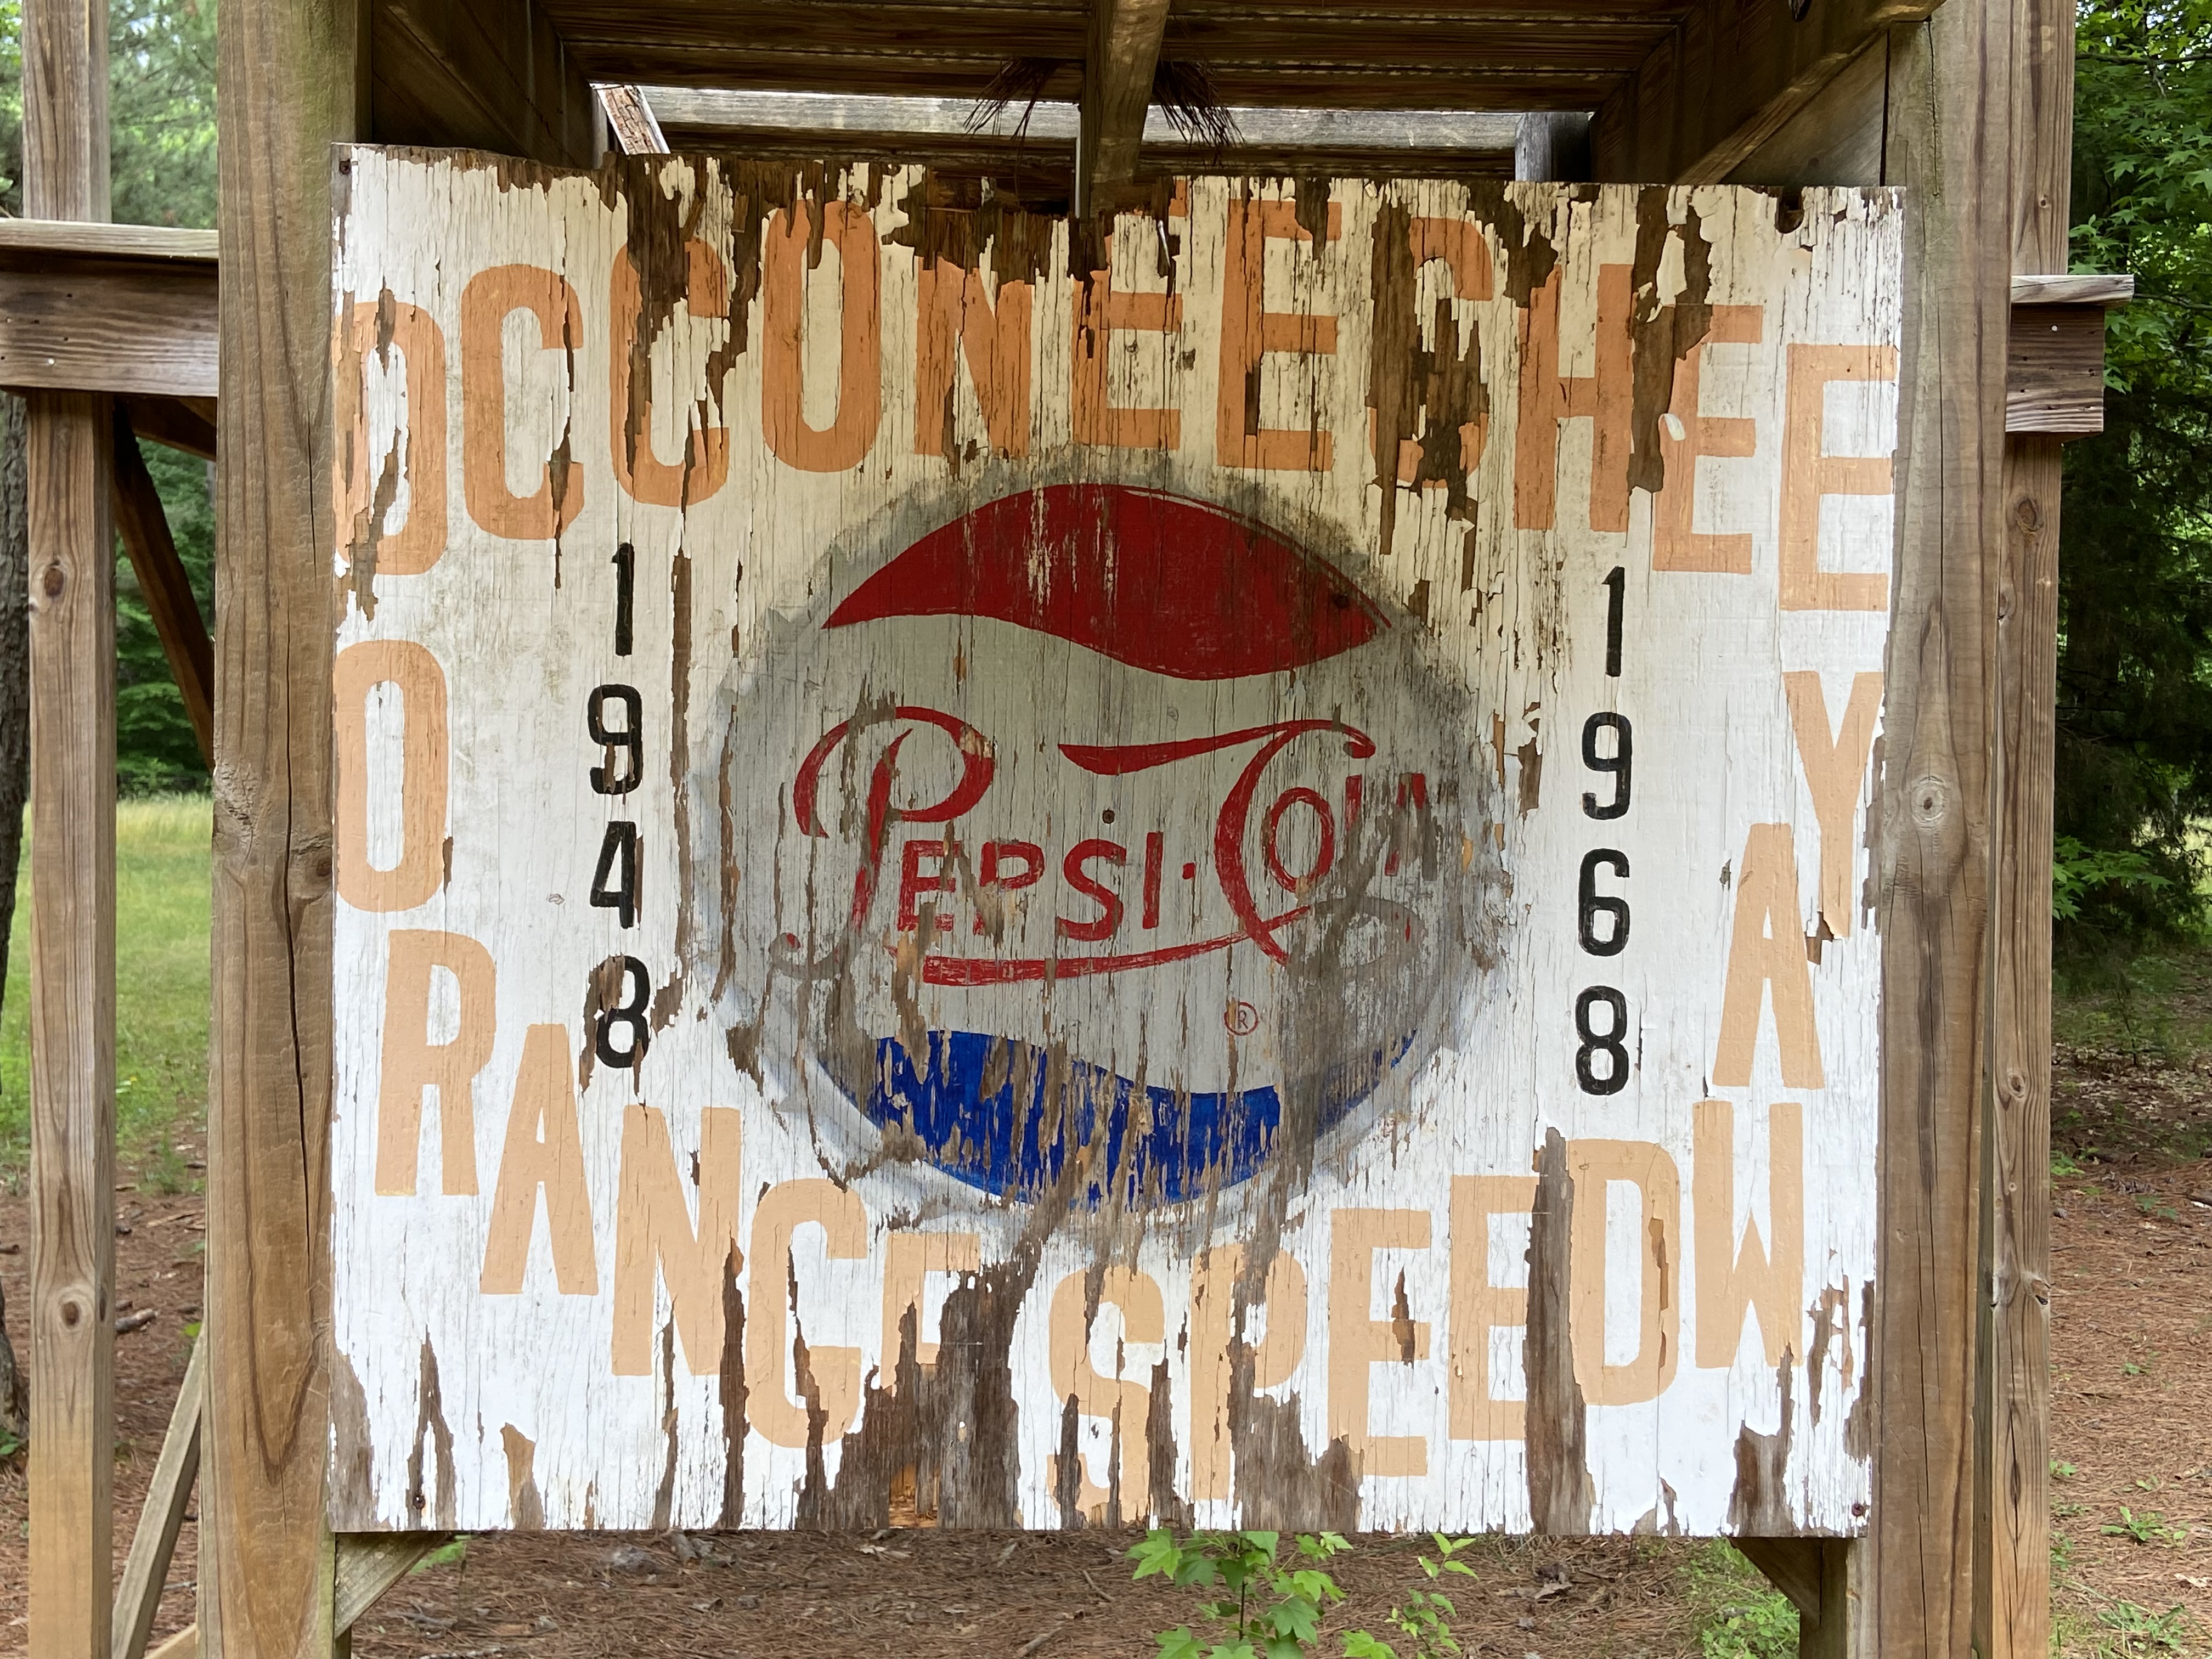 OCCONEECHEE
1948
PEPSI·COLA
®
1968
ORANGE SPEEDWAY